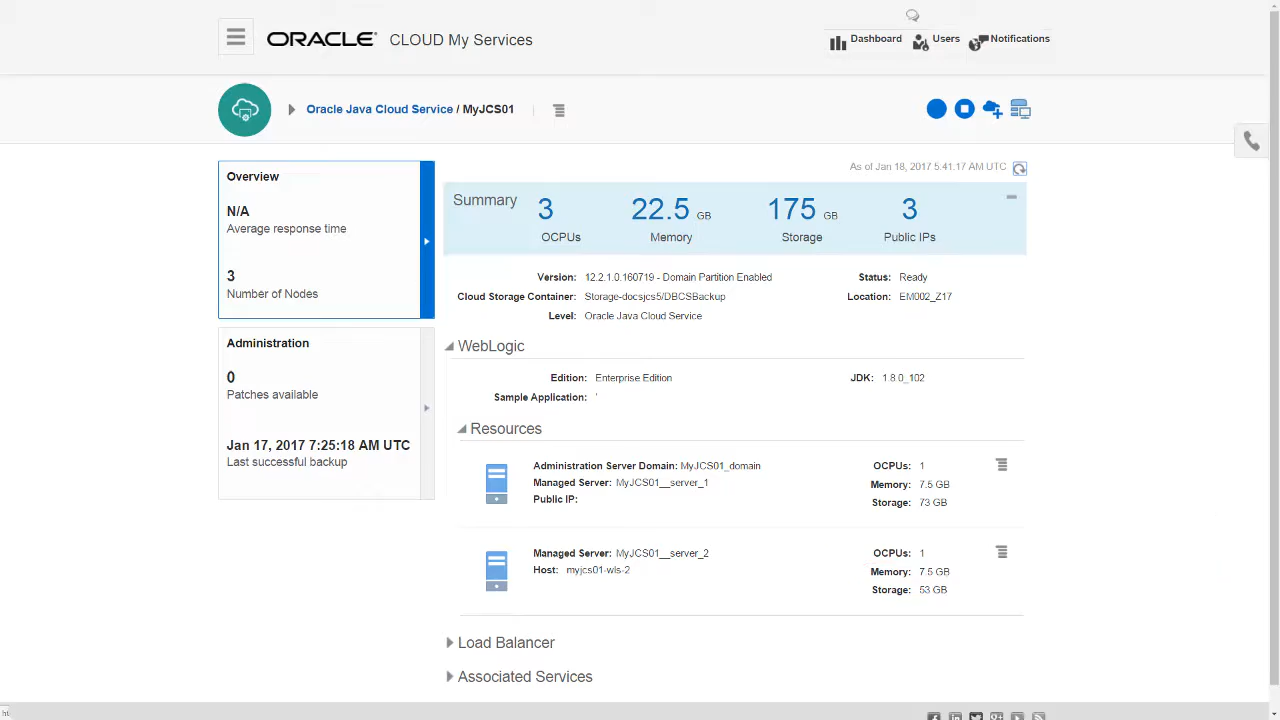 ORACLE CLOUD My Services
Dashboard Users Notifications
Oracle Java Cloud Service / MyJCS01
As of Jan 18, 2017 5:41:17 AM UTC
Overview
N/A
Average response time
3
Number of Nodes
Administration
0
Patches available
Jan 17, 2017 7:25:18 AM UTC
Last successful backup
Summary
3 22.5 GB 175 GB 3
OCPUs Memory Storage Public IPs
Version: 12.2.1.0.160719 - Domain Partition Enabled Status: Ready
Cloud Storage Container: Storage-docsjcs5/DBCSBackup Location: EM002_Z17
Level: Oracle Java Cloud Service
WebLogic
Edition: Enterprise Edition JDK: 1.8.0_102
Sample Application: '
Resources
Administration Server Domain: MyJCS01_domain OCPUs: 1
Managed Server: MyJCS01__server_1 Memory: 7.5 GB
Public IP: Storage: 73 GB
Managed Server: MyJCS01__server_2 OCPUs: 1
Host: myjcs01-wls-2 Memory: 7.5 GB
Storage: 53 GB
Load Balancer
Associated Services